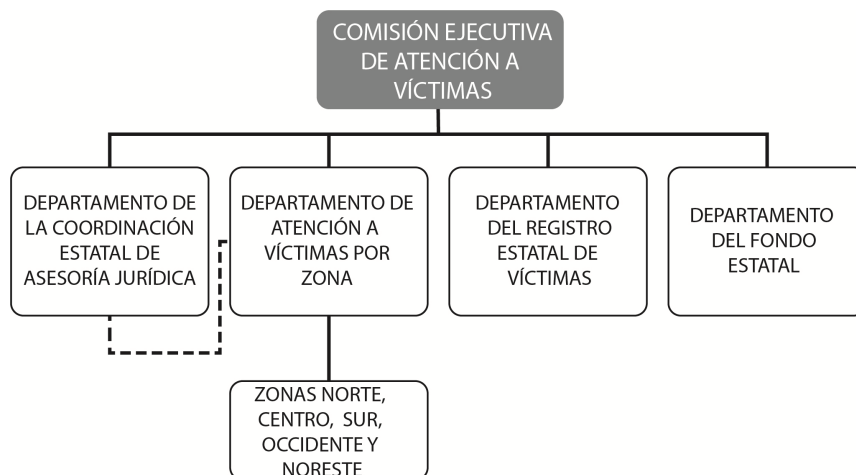 COMISIÓN EJECUTIVA
DE ATENCIÓN A
VÍCTIMAS
DEPARTAMENTO DE
LA COORDINACIÓN
ESTATAL DE
ASESORÍA JURÍDICA
DEPARTAMENTO DE
ATENCIÓN A
VÍCTIMAS POR
ZONA
DEPARTAMENTO
DEL REGISTRO
ESTATAL DE
VÍCTIMAS
DEPARTAMENTO
DEL FONDO
ESTATAL
ZONAS NORTE,
CENTRO, SUR,
OCCIDENTE Y
NORESTE